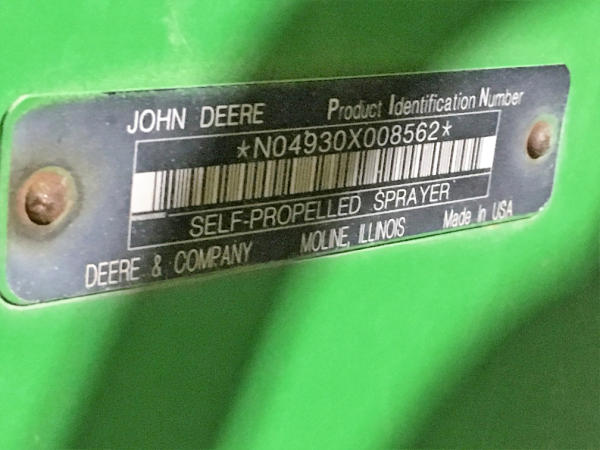 JOHN DEERE Product Identification Number
*N04930X008562*
SELF-PROPELLED SPRAYER
DEERE & COMPANY MOLINE, ILLINOIS Made in USA